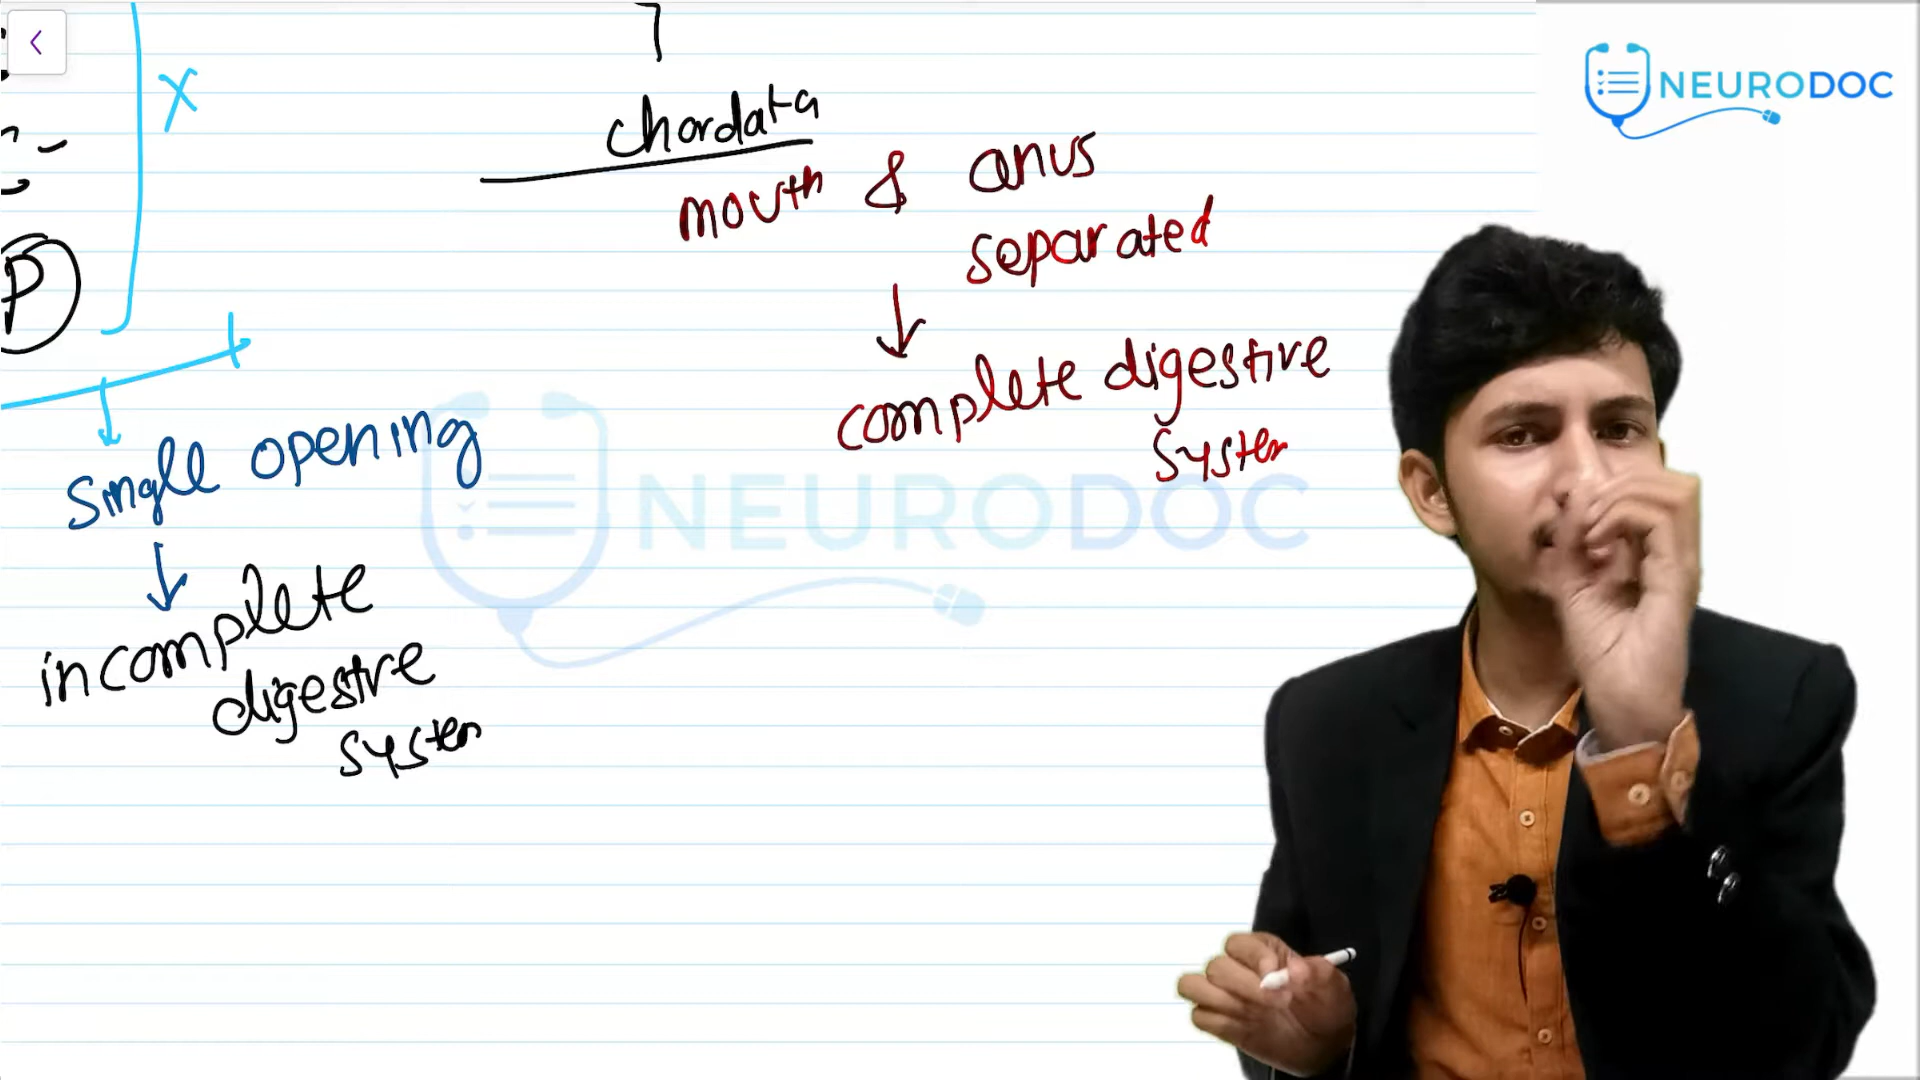 NEURODOC
x
P
chordata
mouth & anus
separated
complete digestive
system
single opening
incomplete
digestive
system
NEURODOC